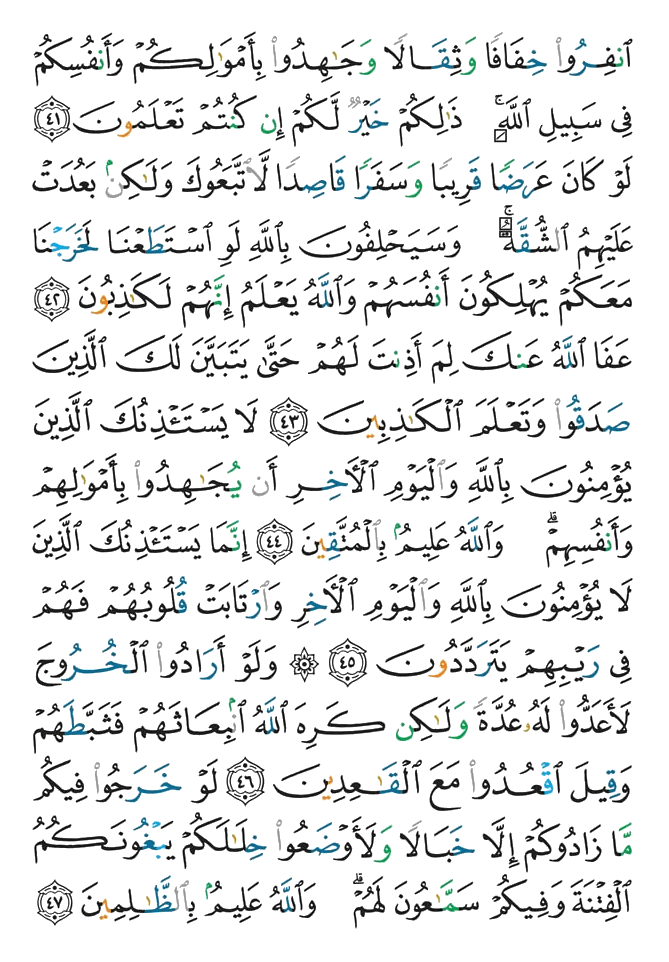 ٱنفِرُوا۟ خِفَافًا وَثِقَالًا وَجَـٰهِدُوا۟ بِأَمْوَٰلِكُمْ وَأَنفُسِكُمْ
فِى سَبِيلِ ٱللَّهِ ۚ ذَٰلِكُمْ خَيْرٌ لَّكُمْ إِن كُنتُمْ تَعْلَمُونَ ٤١
لَوْ كَانَ عَرَضًا قَرِيبًا وَسَفَرًا قَاصِدًا لَّٱتَّبَعُوكَ وَلَـٰكِنۢ بَعُدَتْ
عَلَيْهِمُ ٱلشُّقَّةُ ۚ وَسَيَحْلِفُونَ بِٱللَّهِ لَوِ ٱسْتَطَعْنَا لَخَرَجْنَا
مَعَكُمْ يُهْلِكُونَ أَنفُسَهُمْ وَٱللَّهُ يَعْلَمُ إِنَّهُمْ لَكَـٰذِبُونَ ٤٢
عَفَا ٱللَّهُ عَنكَ لِمَ أَذِنتَ لَهُمْ حَتَّىٰ يَتَبَيَّنَ لَكَ ٱلَّذِينَ
صَدَقُوا۟ وَتَعْلَمَ ٱلْكَـٰذِبِينَ ٤٣ لَا يَسْتَـْٔذِنُكَ ٱلَّذِينَ
يُؤْمِنُونَ بِٱللَّهِ وَٱلْيَوْمِ ٱلْـَٔاخِرِ أَن يُجَـٰهِدُوا۟ بِأَمْوَٰلِهِمْ
وَأَنفُسِهِمْ ۗ وَٱللَّهُ عَلِيمٌۢ بِٱلْمُتَّقِينَ ٤٤ إِنَّمَا يَسْتَـْٔذِنُكَ ٱلَّذِينَ
لَا يُؤْمِنُونَ بِٱللَّهِ وَٱلْيَوْمِ ٱلْـَٔاخِرِ وَٱرْتَابَتْ قُلُوبُهُمْ فَهُمْ
فِى رَيْبِهِمْ يَتَرَدَّدُونَ ٤٥ ۞ وَلَوْ أَرَادُوا۟ ٱلْخُرُوجَ
لَأَعَدُّوا۟ لَهُۥ عُدَّةً وَلَـٰكِن كَرِهَ ٱللَّهُ ٱنۢبِعَاثَهُمْ فَثَبَّطَهُمْ
وَقِيلَ ٱقْعُدُوا۟ مَعَ ٱلْقَـٰعِدِينَ ٤٦ لَوْ خَرَجُوا۟ فِيكُم
مَّا زَادُوكُمْ إِلَّا خَبَالًا وَلَأَوْضَعُوا۟ خِلَـٰلَكُمْ يَبْغُونَكُمُ
ٱلْفِتْنَةَ وَفِيكُمْ سَمَّـٰعُونَ لَهُمْ ۗ وَٱللَّهُ عَلِيمٌۢ بِٱلظَّـٰلِمِينَ ٤٧